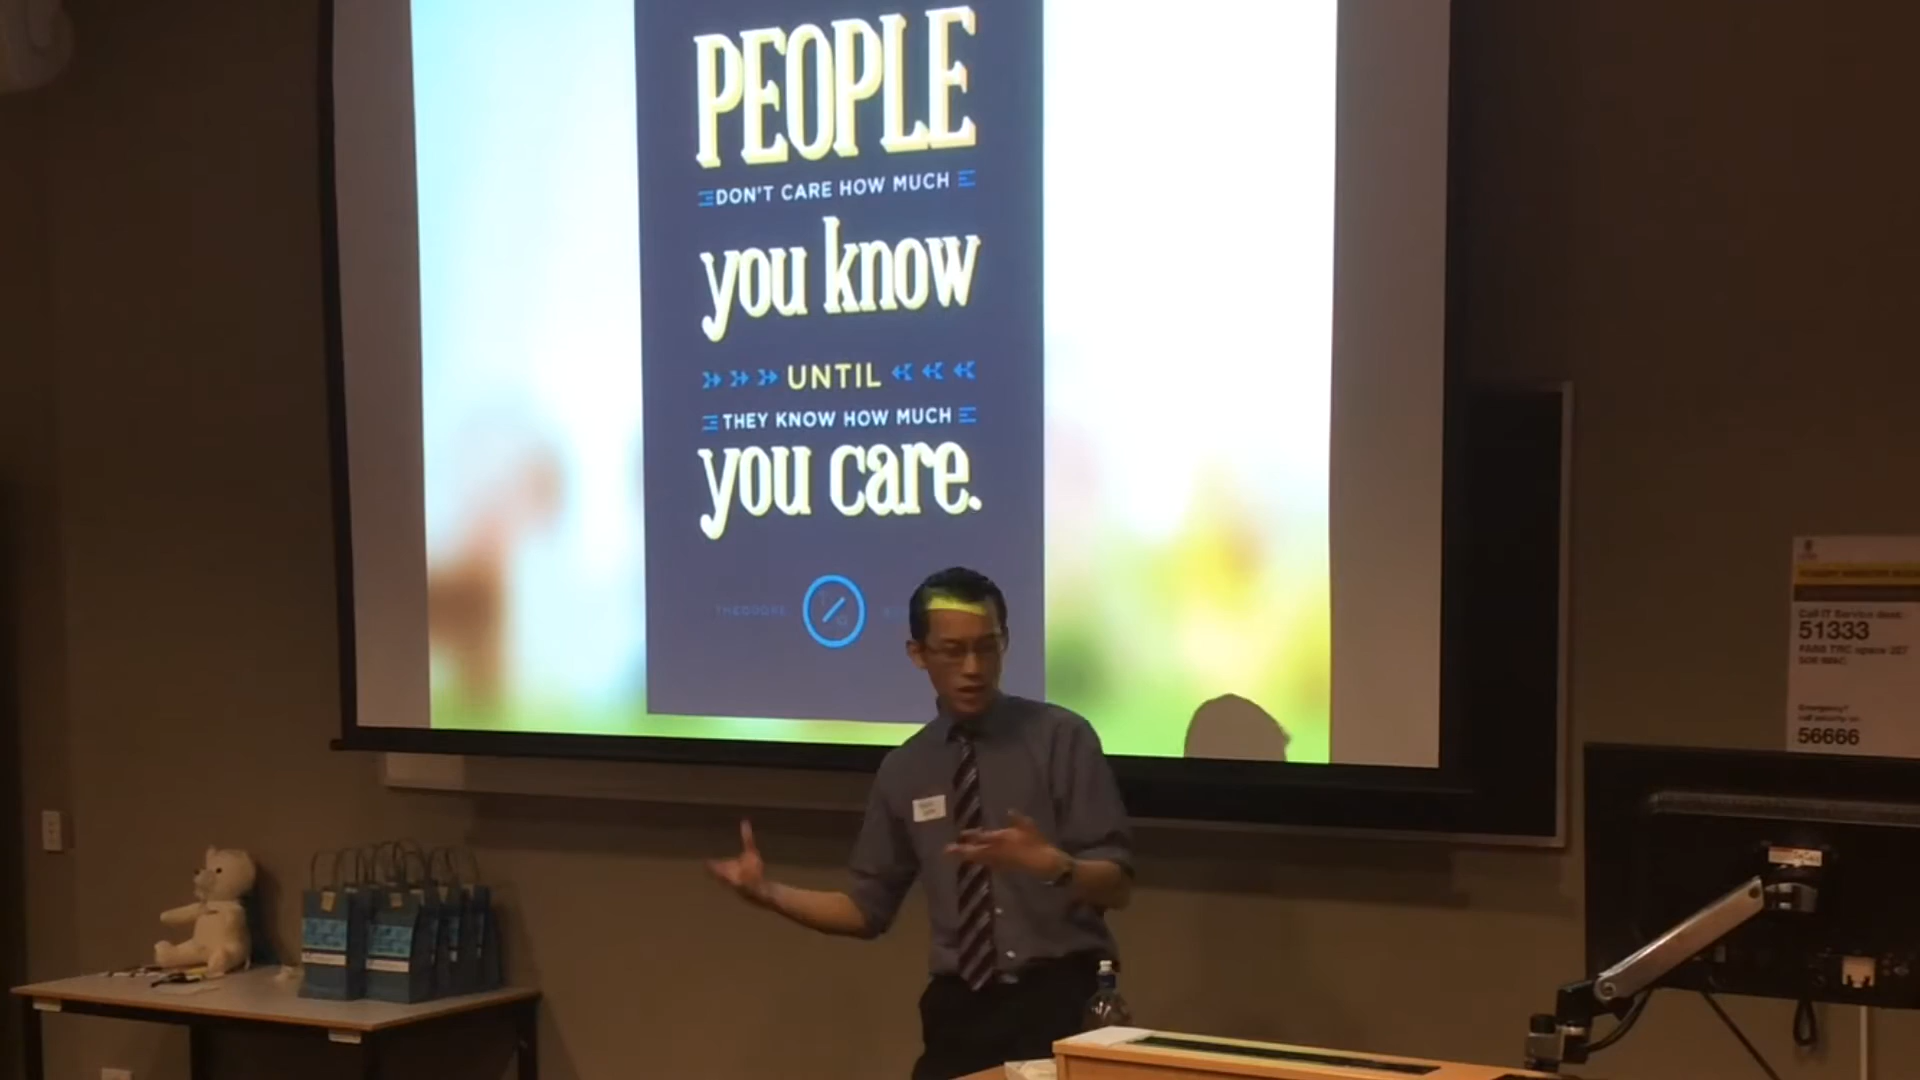 PEOPLE
DON'T CARE HOW MUCH
you know
UNTIL
THEY KNOW HOW MUCH
you care.
THEODORE
Call IT Service desk:
51333
Emergency?
call security on
56666